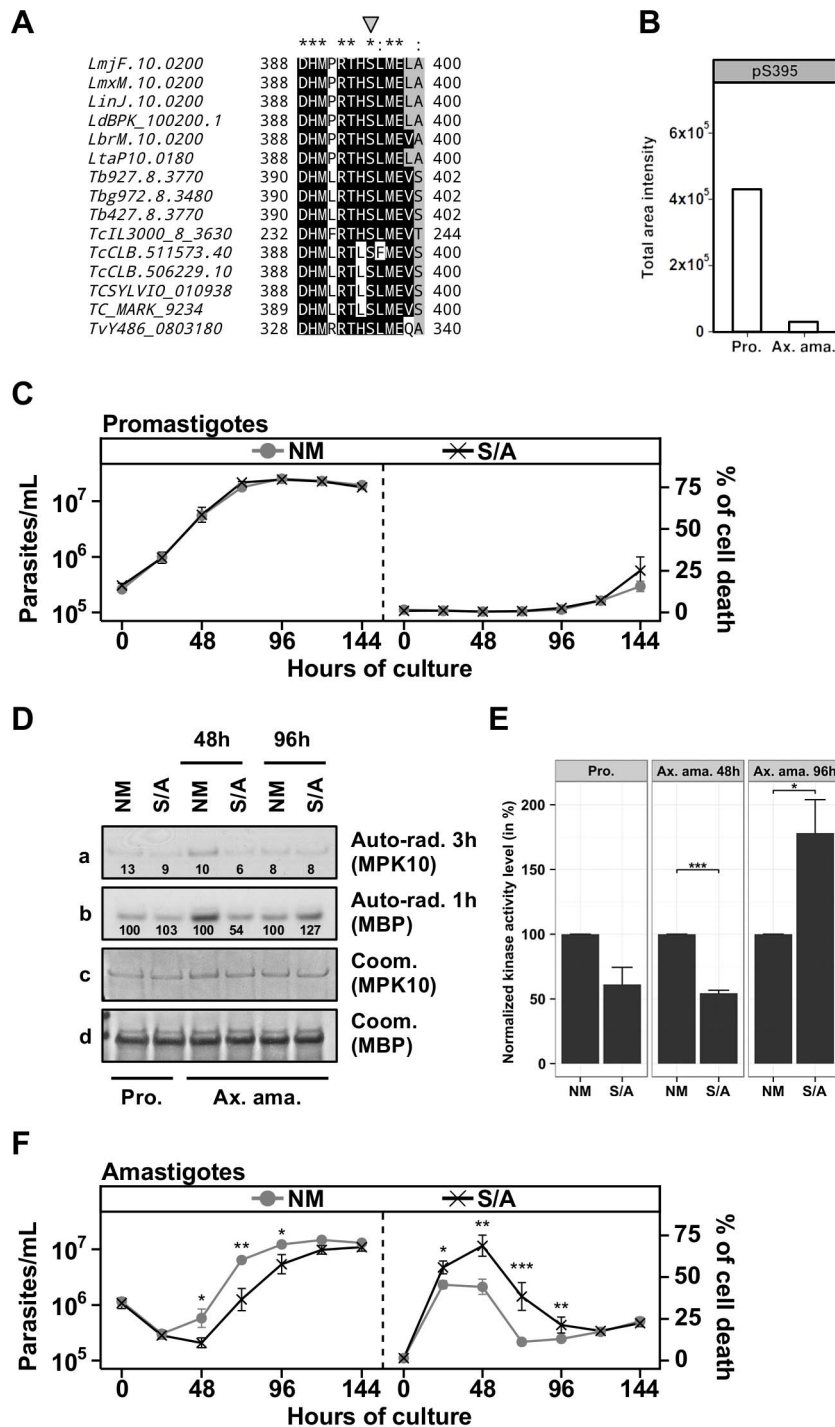 A
*** ** *:** :
LmjF.10.0200 388 DHMPRTHSLMELA 400
LmxM.10.0200 388 DHMPRTHSLMELA 400
LinJ.10.0200 388 DHMPRTHSLMELA 400
LdBPK_100200.1 388 DHMPRTHSLMELA 400
LbrM.10.0200 388 DHMPRTHSLMEVA 400
LtaP10.0180 388 DHMPRTHSLMELA 400
Tb927.8.3770 390 DHMLRTHSLMEVS 402
Tbg972.8.3480 390 DHMLRTHSLMEVS 402
Tb427.8.3770 390 DHMLRTHSLMEVS 402
TcIL3000_8_3630 232 DHMFRTHSLMEVT 244
TcCLB.511573.40 388 DHMLRTLSFMEVS 400
TcCLB.506229.10 388 DHMLRTLSLMEVS 400
TCSYLVIO_010938 388 DHMLRTLSLMEVS 400
TC_MARK_9234 389 DHMLRTLSLMEVS 400
TvY486_0803180 328 DHMRRTHSLMEQA 340
B
pS395
Total area intensity
6x10⁵
4x10⁵
2x10⁵
0
Pro. Ax. ama.
C
Promastigotes
NM S/A
Parasites/mL
10⁷
10⁶
10⁵
% of cell death
75
50
25
0
0 48 96 144 0 48 96 144
Hours of culture
D
48h 96h
NM S/A NM S/A NM S/A
a
13 9 10 6 8 8
Auto-rad. 3h
(MPK10)
b
100 103 100 54 100 127
Auto-rad. 1h
(MBP)
c
Coom.
(MPK10)
d
Coom.
(MBP)
Pro. Ax. ama.
E
Pro. Ax. ama. 48h Ax. ama. 96h
Normalized kinase activity level (in %)
200
150
100
50
0
*** *
NM S/A NM S/A NM S/A
F
Amastigotes
NM S/A
Parasites/mL
10⁷
10⁶
10⁵
* ** *
* ** *** **
% of cell death
75
50
25
0
0 48 96 144 0 48 96 144
Hours of culture